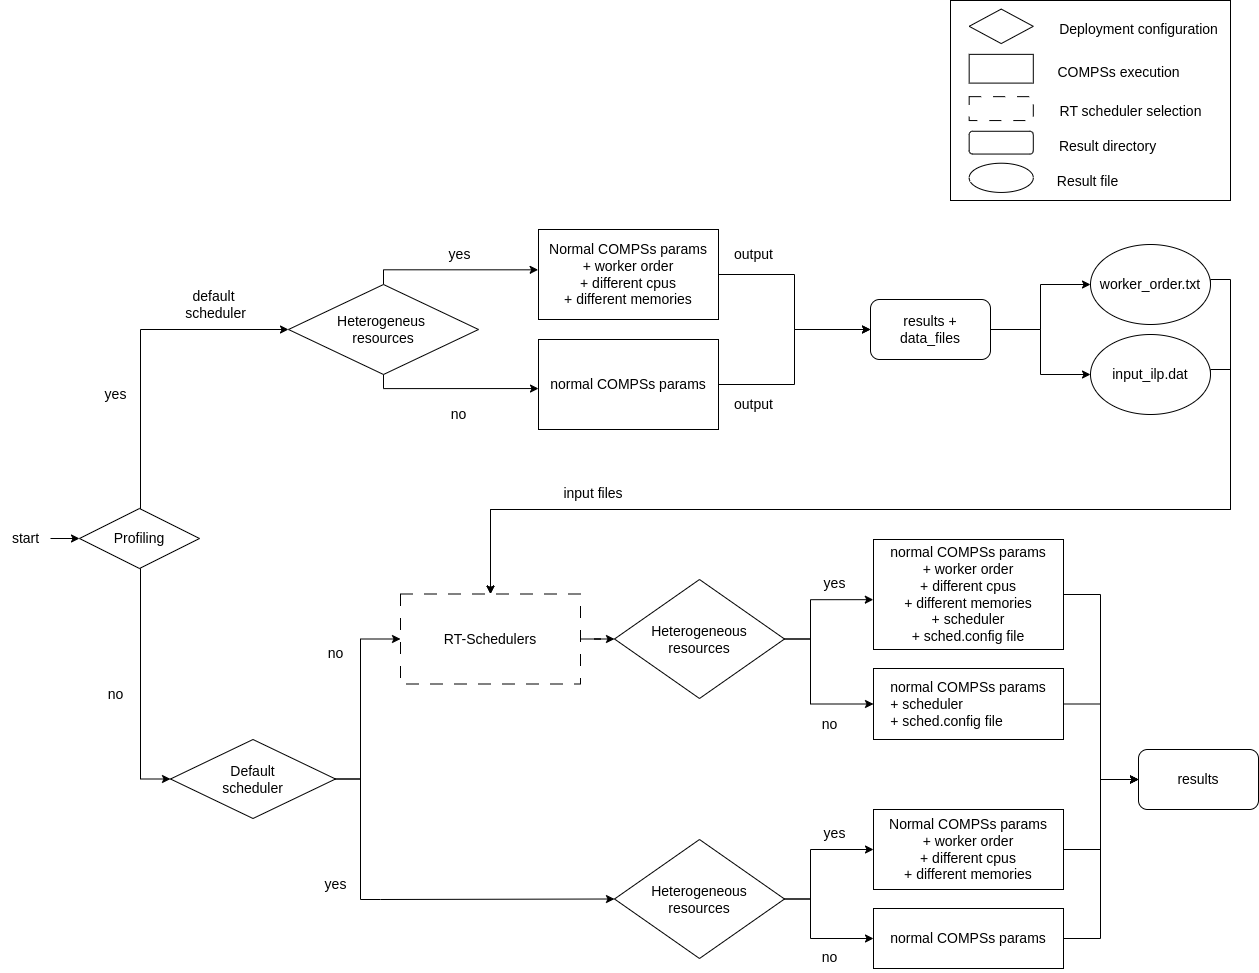 Deployment configuration
COMPSs execution
RT scheduler selection
Result directory
Result file
start
Profiling
yes
default
scheduler
Heterogeneus
resources
yes
Normal COMPSs params
+ worker order
+ different cpus
+ different memories
output
no
normal COMPSs params
output
results +
data_files
worker_order.txt
input_ilp.dat
input files
no
Default
scheduler
no
RT-Schedulers
Heterogeneous
resources
yes
normal COMPSs params
+ worker order
+ different cpus
+ different memories
+ scheduler
+ sched.config file
no
normal COMPSs params
+ scheduler
+ sched.config file
yes
Heterogeneous
resources
yes
Normal COMPSs params
+ worker order
+ different cpus
+ different memories
no
normal COMPSs params
results